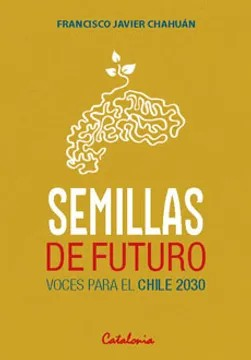 FRANCISCO JAVIER CHAHUÁN
SEMILLAS
DE FUTURO
VOCES PARA EL CHILE 2030
Catalonia